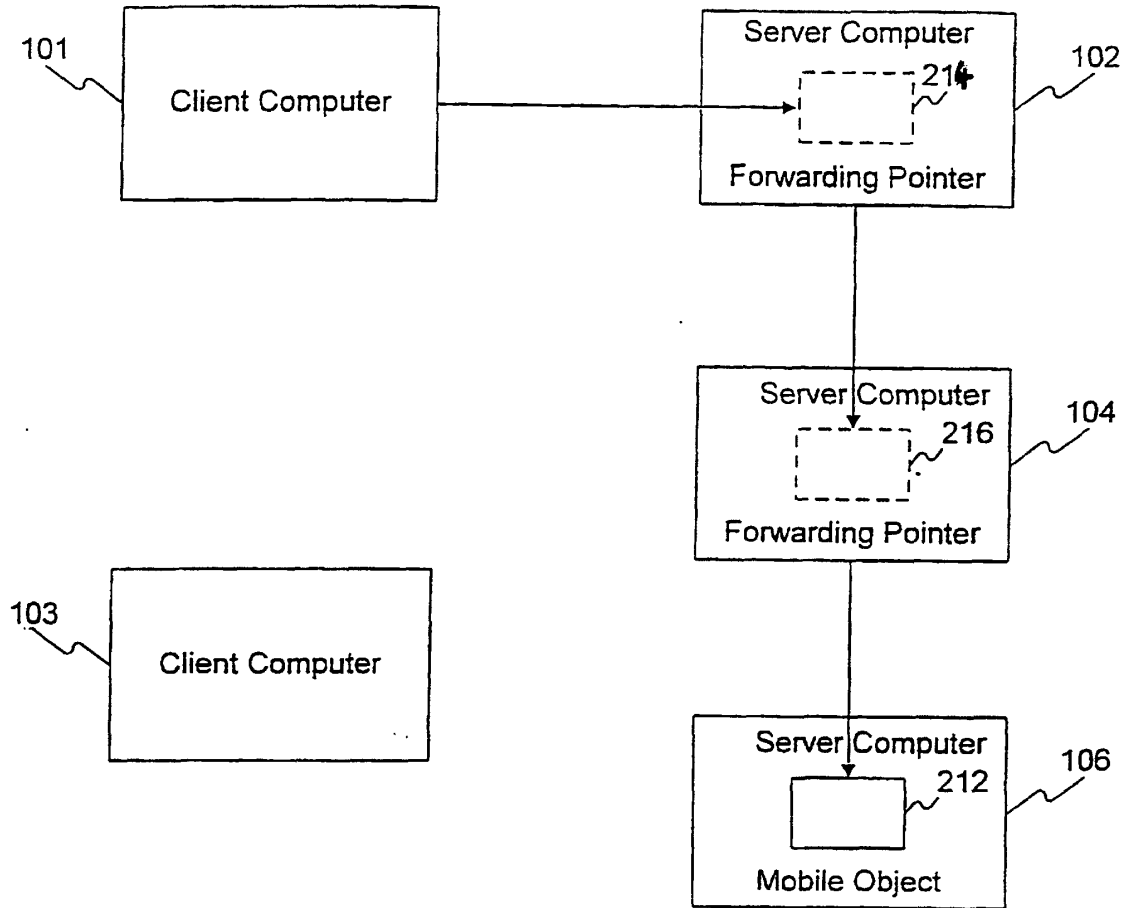 101
Client Computer
Server Computer
214
102
Forwarding Pointer
Server Computer
216
104
Forwarding Pointer
103
Client Computer
Server Computer
212
106
Mobile Object